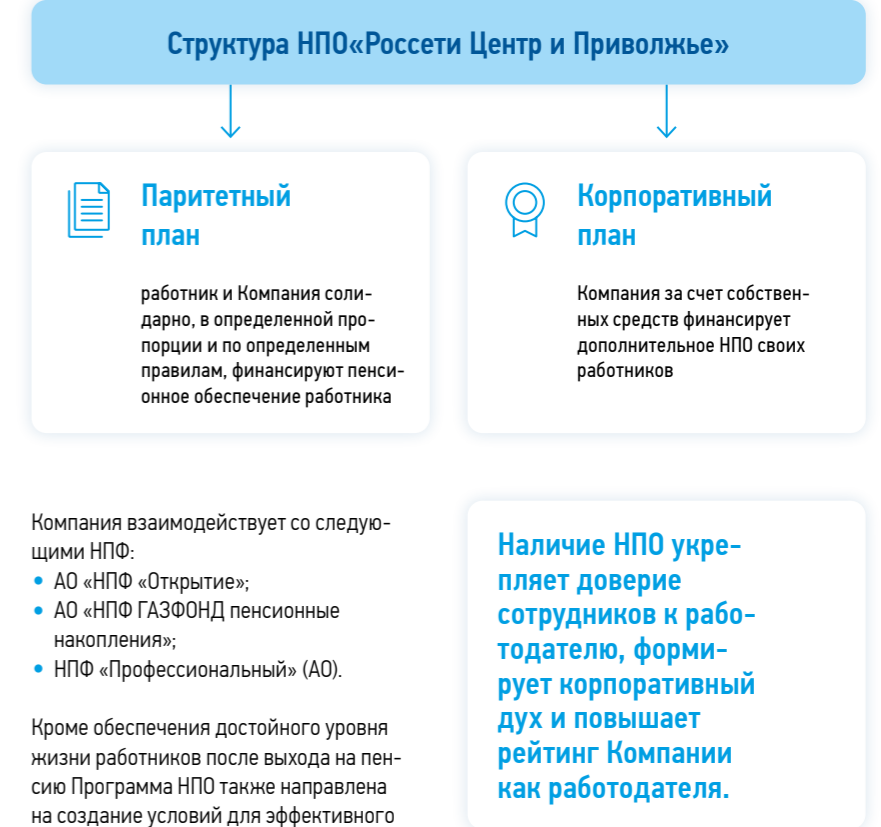 Структура НПО«Россети Центр и Приволжье»
Паритетный
план
работник и Компания соли-
дарно, в определенной про-
порции и по определенным
правилам, финансируют пенси-
онное обеспечение работника
Корпоративный
план
Компания за счет собствен-
ных средств финансирует
дополнительное НПО своих
работников
Компания взаимодействует со следую-
щими НПФ:
• АО «НПФ «Открытие»;
• АО «НПФ ГАЗФОНД пенсионные
накопления»;
• НПФ «Профессиональный» (АО).
Кроме обеспечения достойного уровня
жизни работников после выхода на пен-
сию Программа НПО также направлена
на создание условий для эффективного
Наличие НПО укре-
пляет доверие
сотрудников к рабо-
тодателю, форми-
рует корпоративный
дух и повышает
рейтинг Компании
как работодателя.